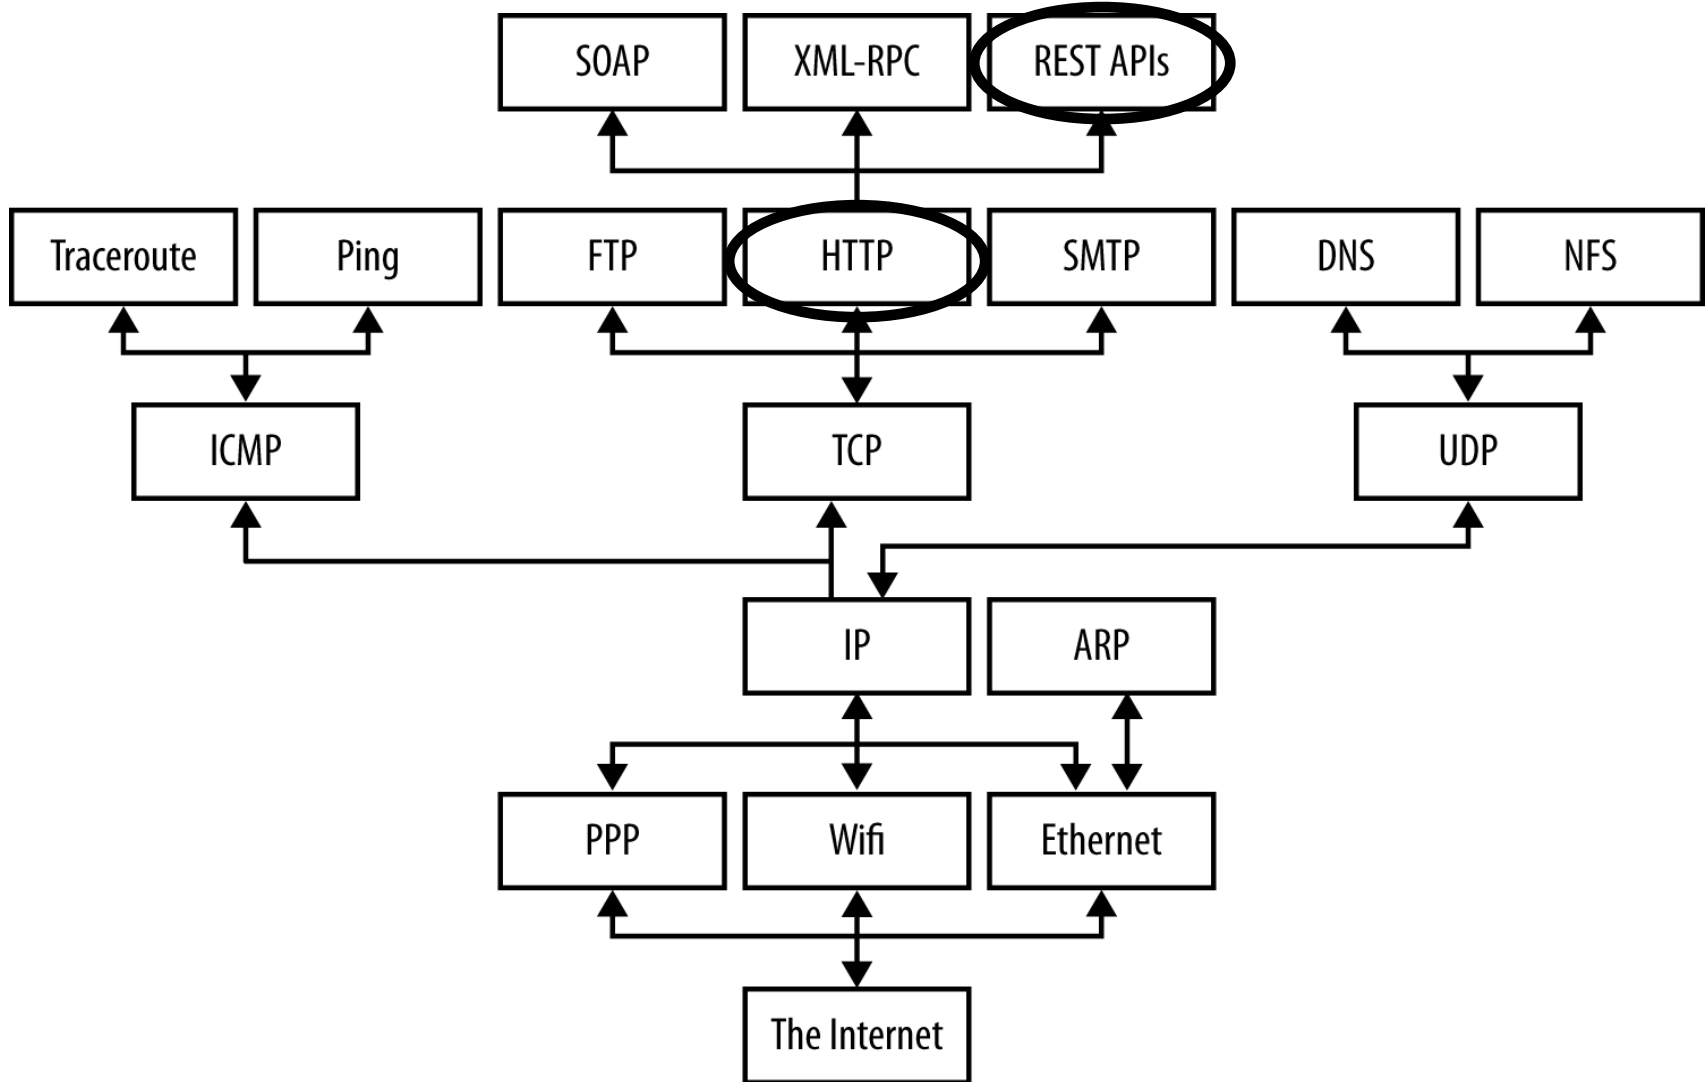 SOAP
XML-RPC
REST APIs
Traceroute
Ping
FTP
HTTP
SMTP
DNS
NFS
ICMP
TCP
UDP
IP
ARP
PPP
Wifi
Ethernet
The Internet